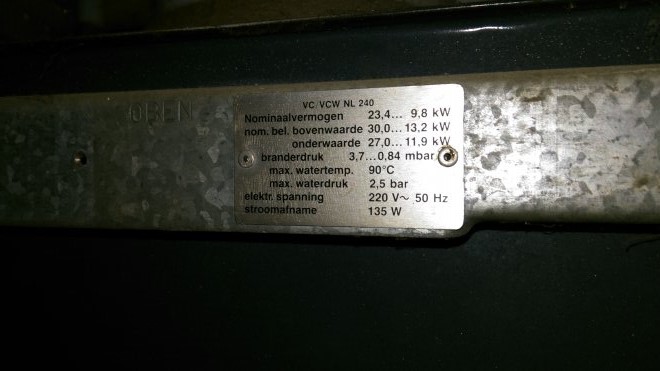 OBEN
VC/VCW NL 240
Nominaalvermogen 23,4... 9,8 kW
nom. bel. bovenwaarde 30,0... 13,2 kW
onderwaarde 27,0... 11,9 kW
branderdruk 3,7...0,84 mbar
max. watertemp. 90°C
max. waterdruk 2,5 bar
elektr. spanning 220 V~ 50 Hz
stroomafname 135 W